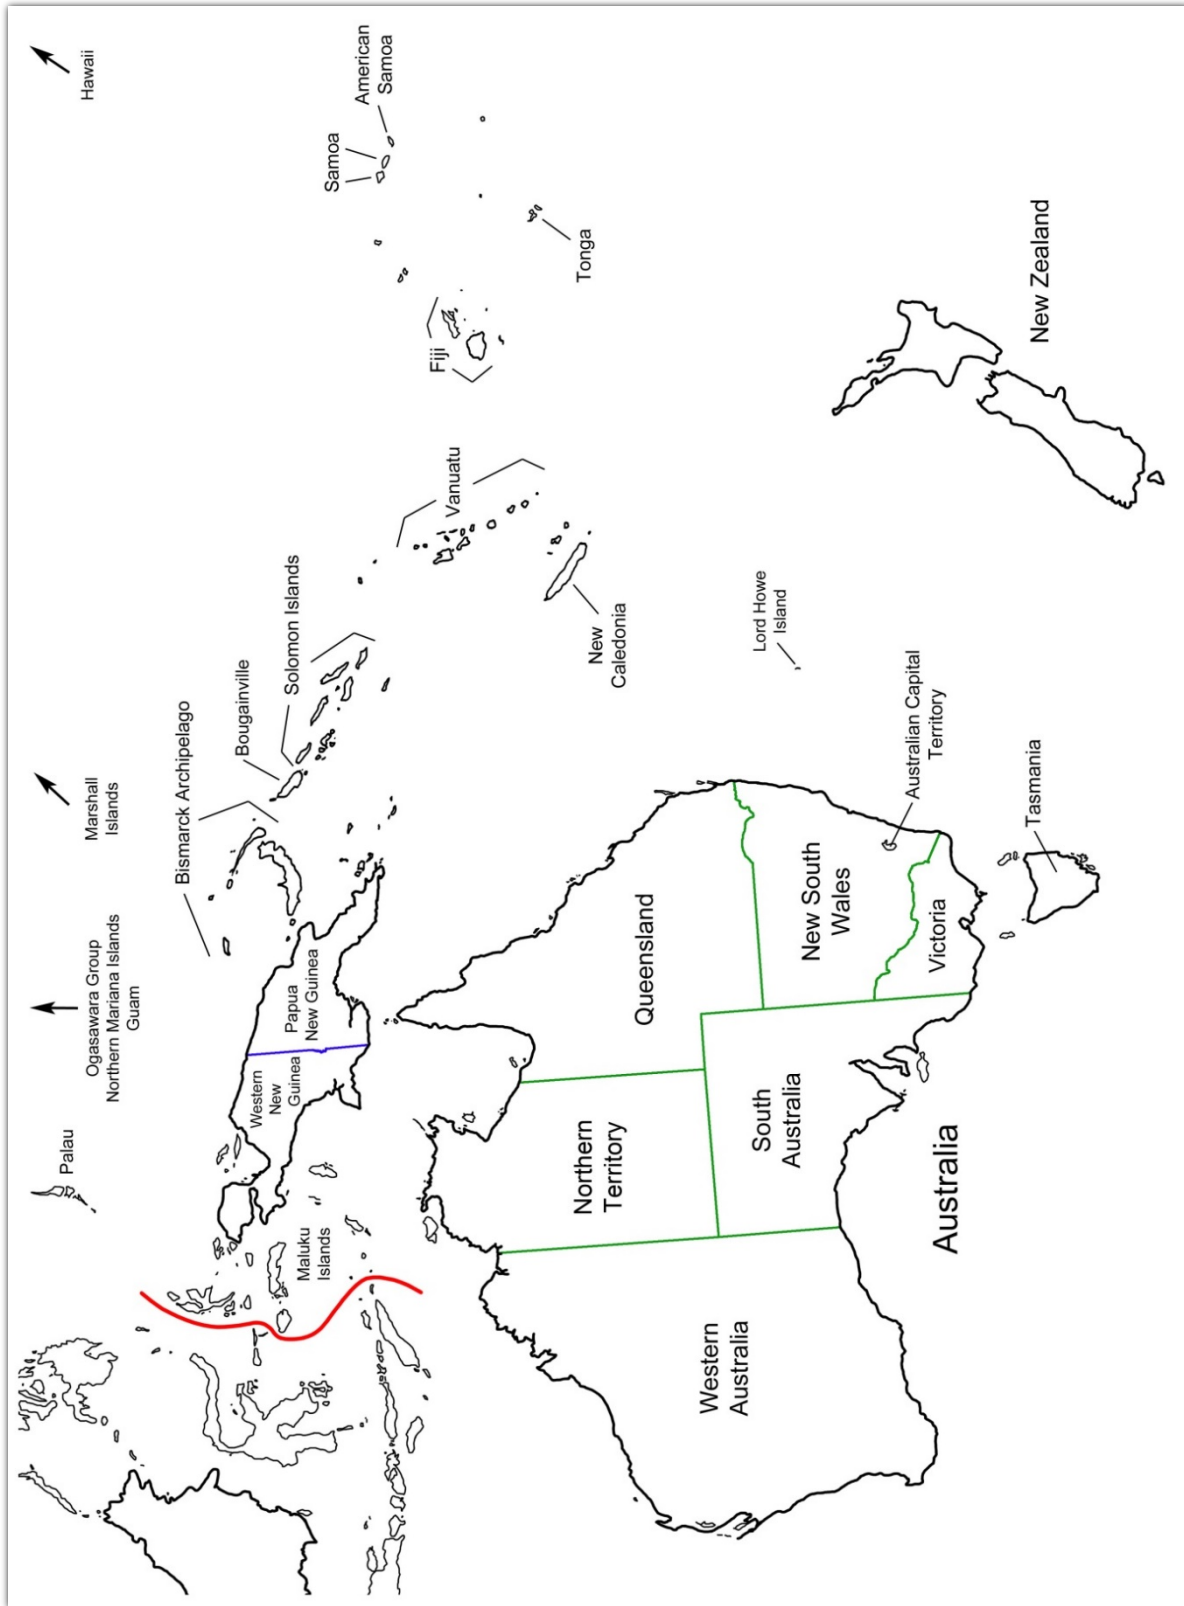 Palau
Ogasawara Group
Northern Mariana Islands
Guam
Marshall
Islands
Hawaii
Bismarck Archipelago
Bougainville
Solomon Islands
Samoa
American
Samoa
Western
New
Guinea
Papua
New Guinea
Maluku
Islands
Vanuatu
Fiji
Tonga
New
Caledonia
Northern
Territory
Queensland
Western
Australia
South
Australia
New South
Wales
Lord Howe
Island
Victoria
Australian Capital
Territory
Australia
Tasmania
New Zealand